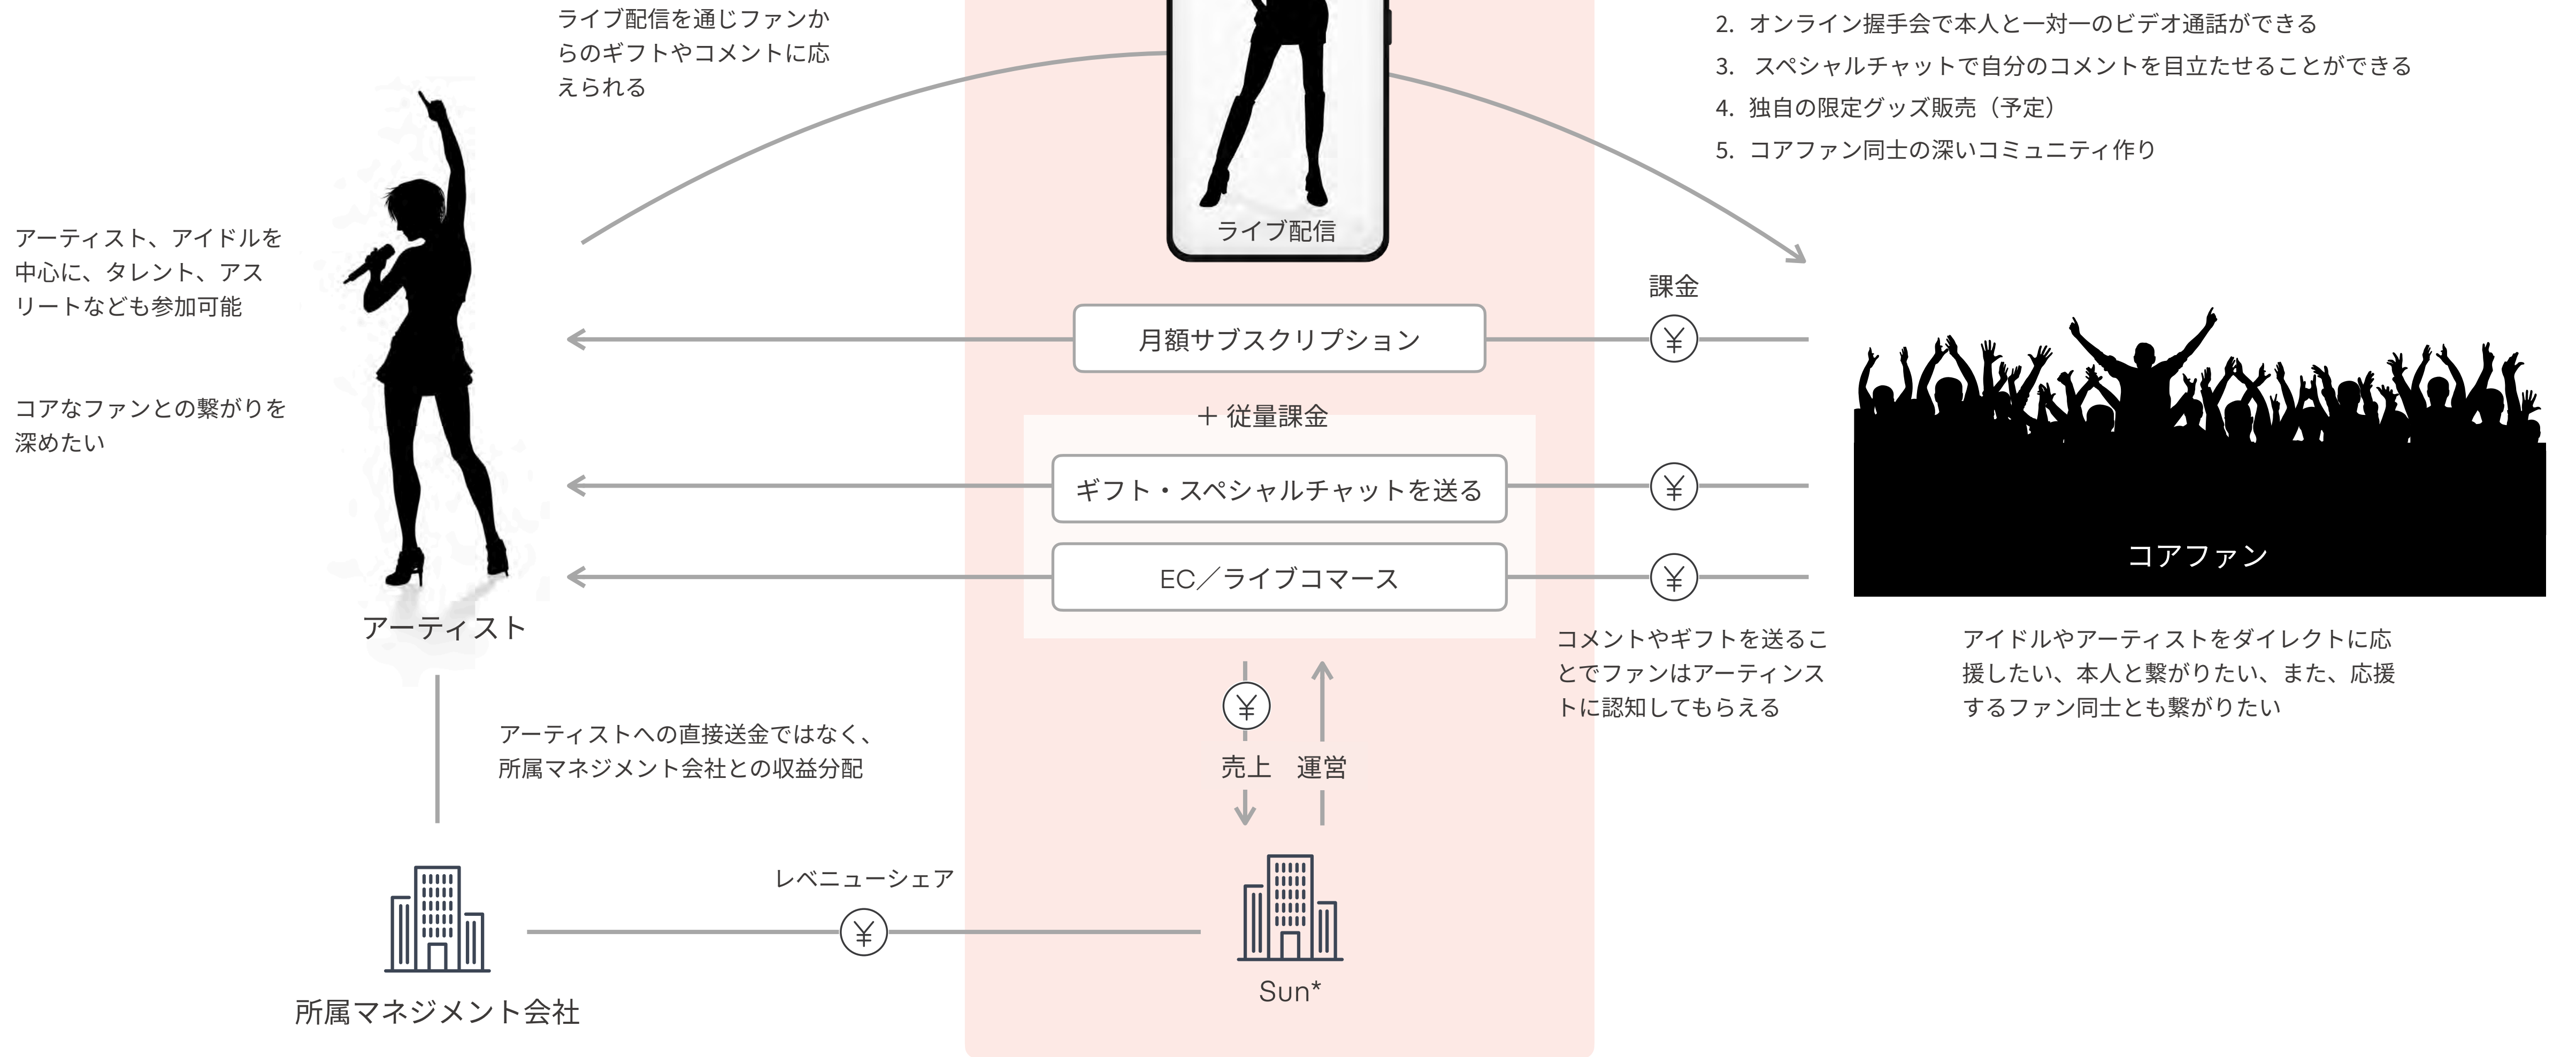 ライブ配信を通じファンか
らのギフトやコメントに応
えられる
2. オンライン握手会で本人と一対一のビデオ通話ができる
3. スペシャルチャットで自分のコメントを目立たせることができる
4. 独自の限定グッズ販売（予定）
5. コアファン同士の深いコミュニティ作り
ライブ配信
アーティスト、アイドルを
中心に、タレント、アス
リートなども参加可能
コアなファンとの繋がりを
深めたい
課金
月額サブスクリプション
¥
＋ 従量課金
ギフト・スペシャルチャットを送る
¥
EC／ライブコマース
¥
コアファン
アーティスト
コメントやギフトを送るこ
とでファンはアーティンス
トに認知してもらえる
アイドルやアーティストをダイレクトに応
援したい、本人と繋がりたい、また、応援
するファン同士とも繋がりたい
アーティストへの直接送金ではなく、
所属マネジメント会社との収益分配
¥
売上 運営
レベニューシェア
¥
Sun*
所属マネジメント会社